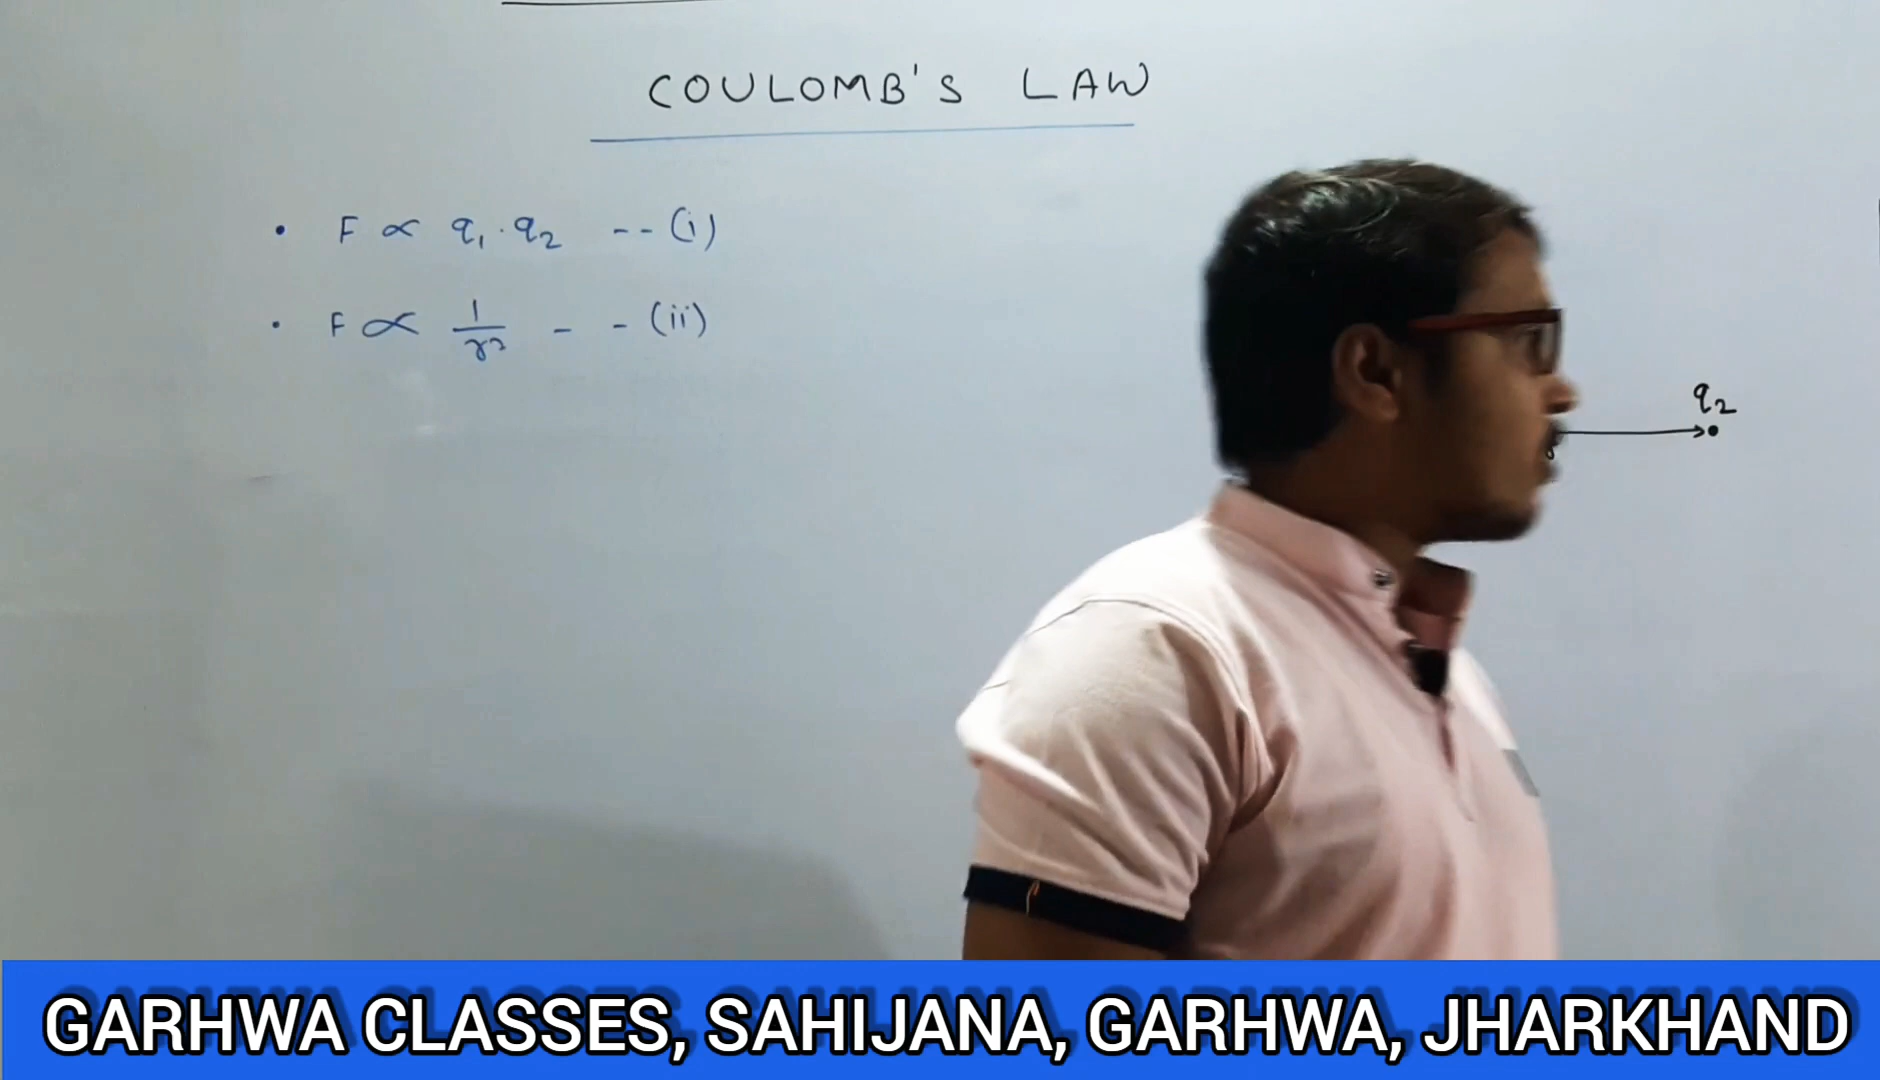 COULOMB'S LAW
• F ∝ q₁·q₂ --(i)
• F ∝ 1/r² - - (ii)
q₂
GARHWA CLASSES, SAHIJANA, GARHWA, JHARKHAND